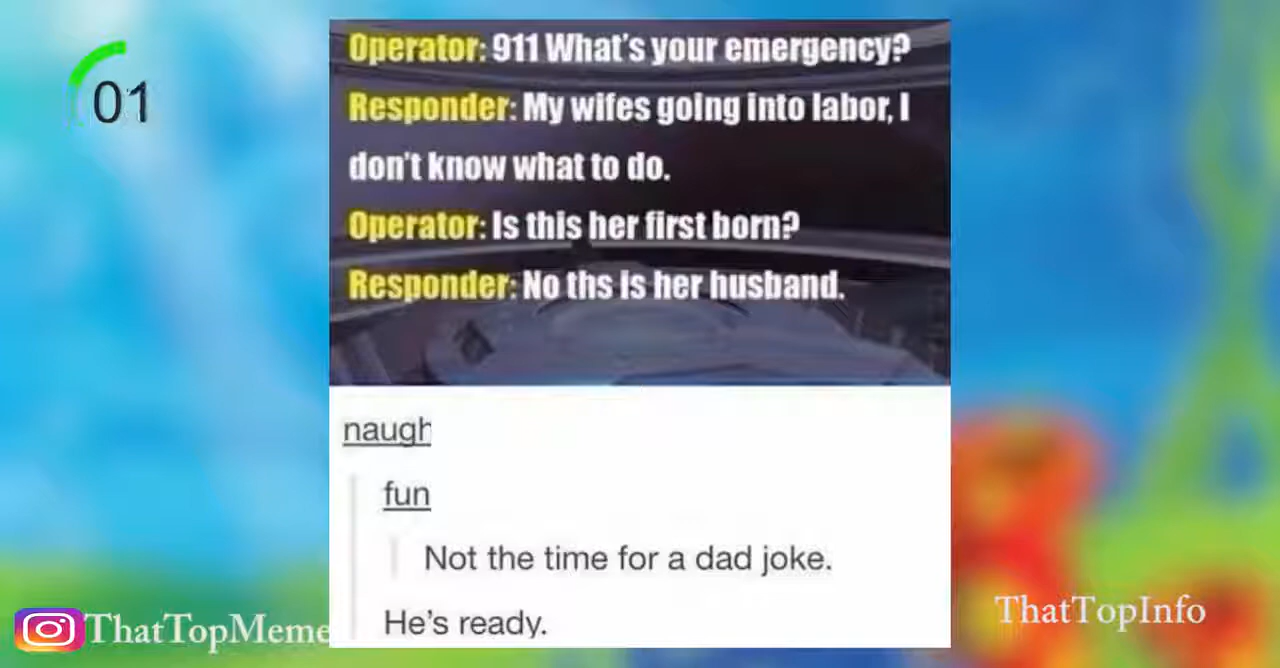 01
Operator: 911 What's your emergency?
Responder: My wifes going into labor, I
don't know what to do.
Operator: Is this her first born?
Responder: No ths is her husband.
naugh
fun
Not the time for a dad joke.
He's ready.
ThatTopMeme
ThatTopInfo